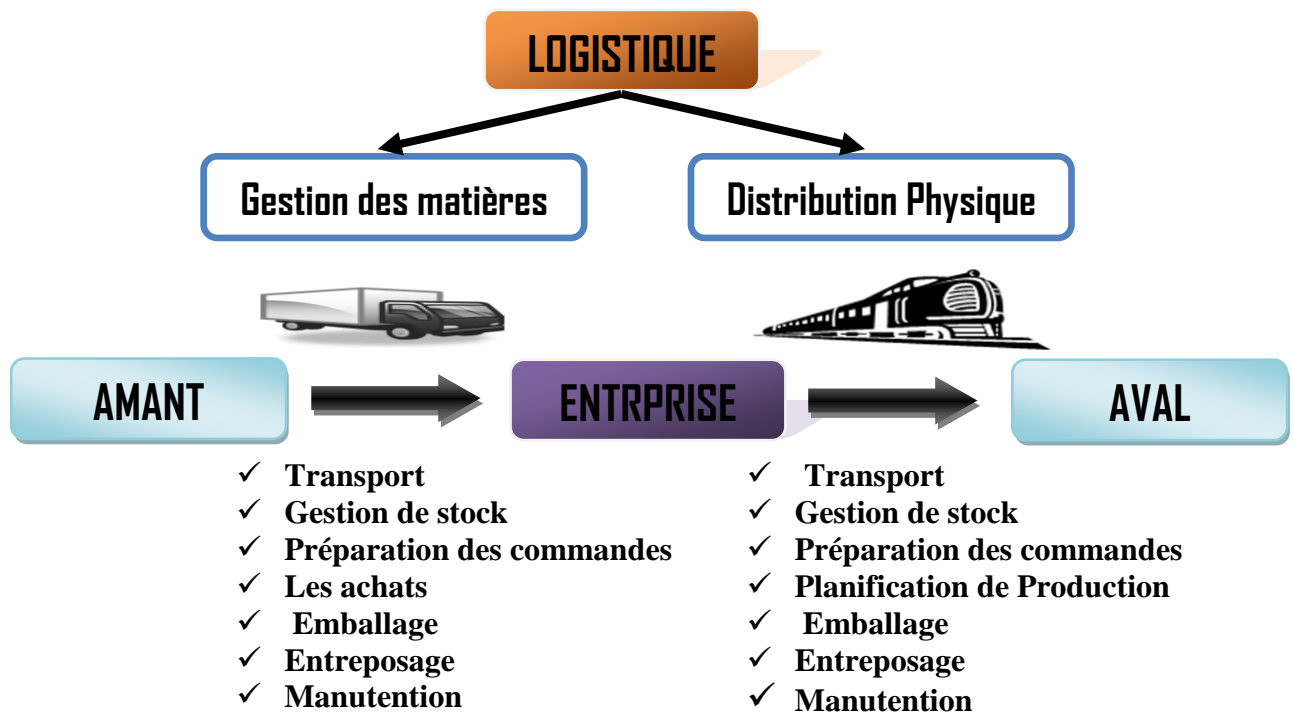 LOGISTIQUE
Gestion des matières
Distribution Physique
AMANT
ENTRPRISE
AVAL
✓ Transport
✓ Gestion de stock
✓ Préparation des commandes
✓ Les achats
✓ Emballage
✓ Entreposage
✓ Manutention
✓ Transport
✓ Gestion de stock
✓ Préparation des commandes
✓ Planification de Production
✓ Emballage
✓ Entreposage
✓ Manutention